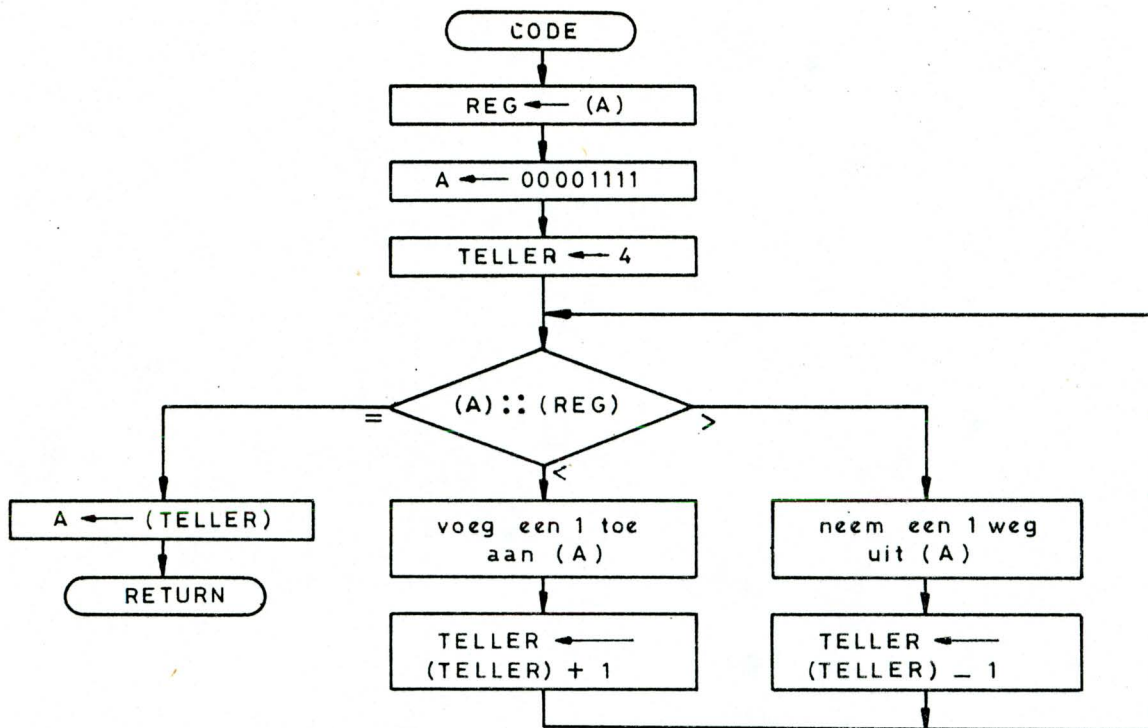 CODE
REG ← (A)
A ← 00001111
TELLER ← 4
(A) :: (REG)
=
>
<
A ← (TELLER)
RETURN
voeg een 1 toe
aan (A)
TELLER ←
(TELLER) + 1
neem een 1 weg
uit (A)
TELLER ←
(TELLER) – 1